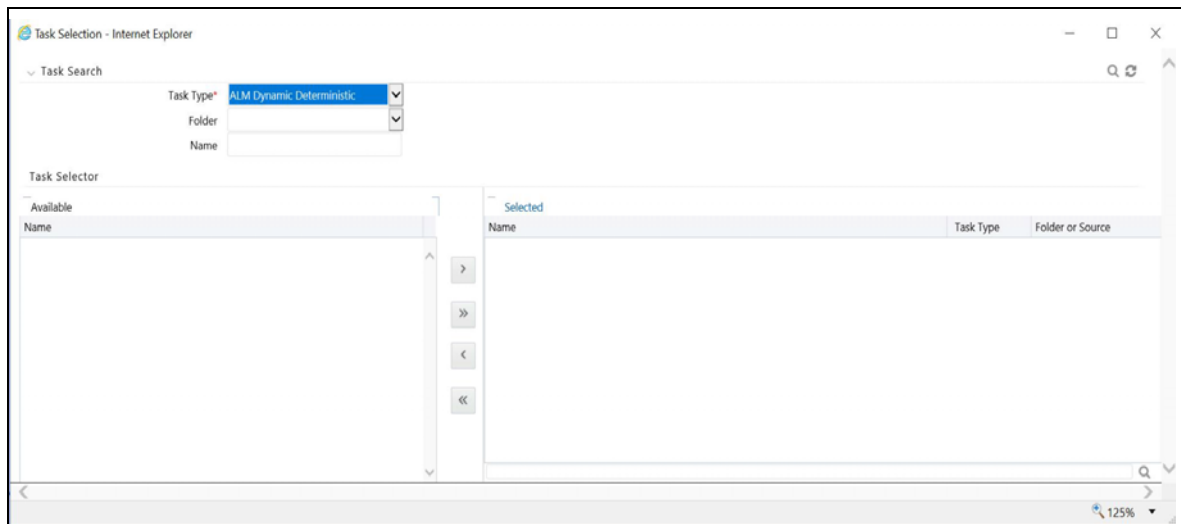 Task Selection - Internet Explorer
Task Search
Task Type* ALM Dynamic Deterministic
Folder
Name
Task Selector
Available
Selected
Name
Name Task Type Folder or Source
125%